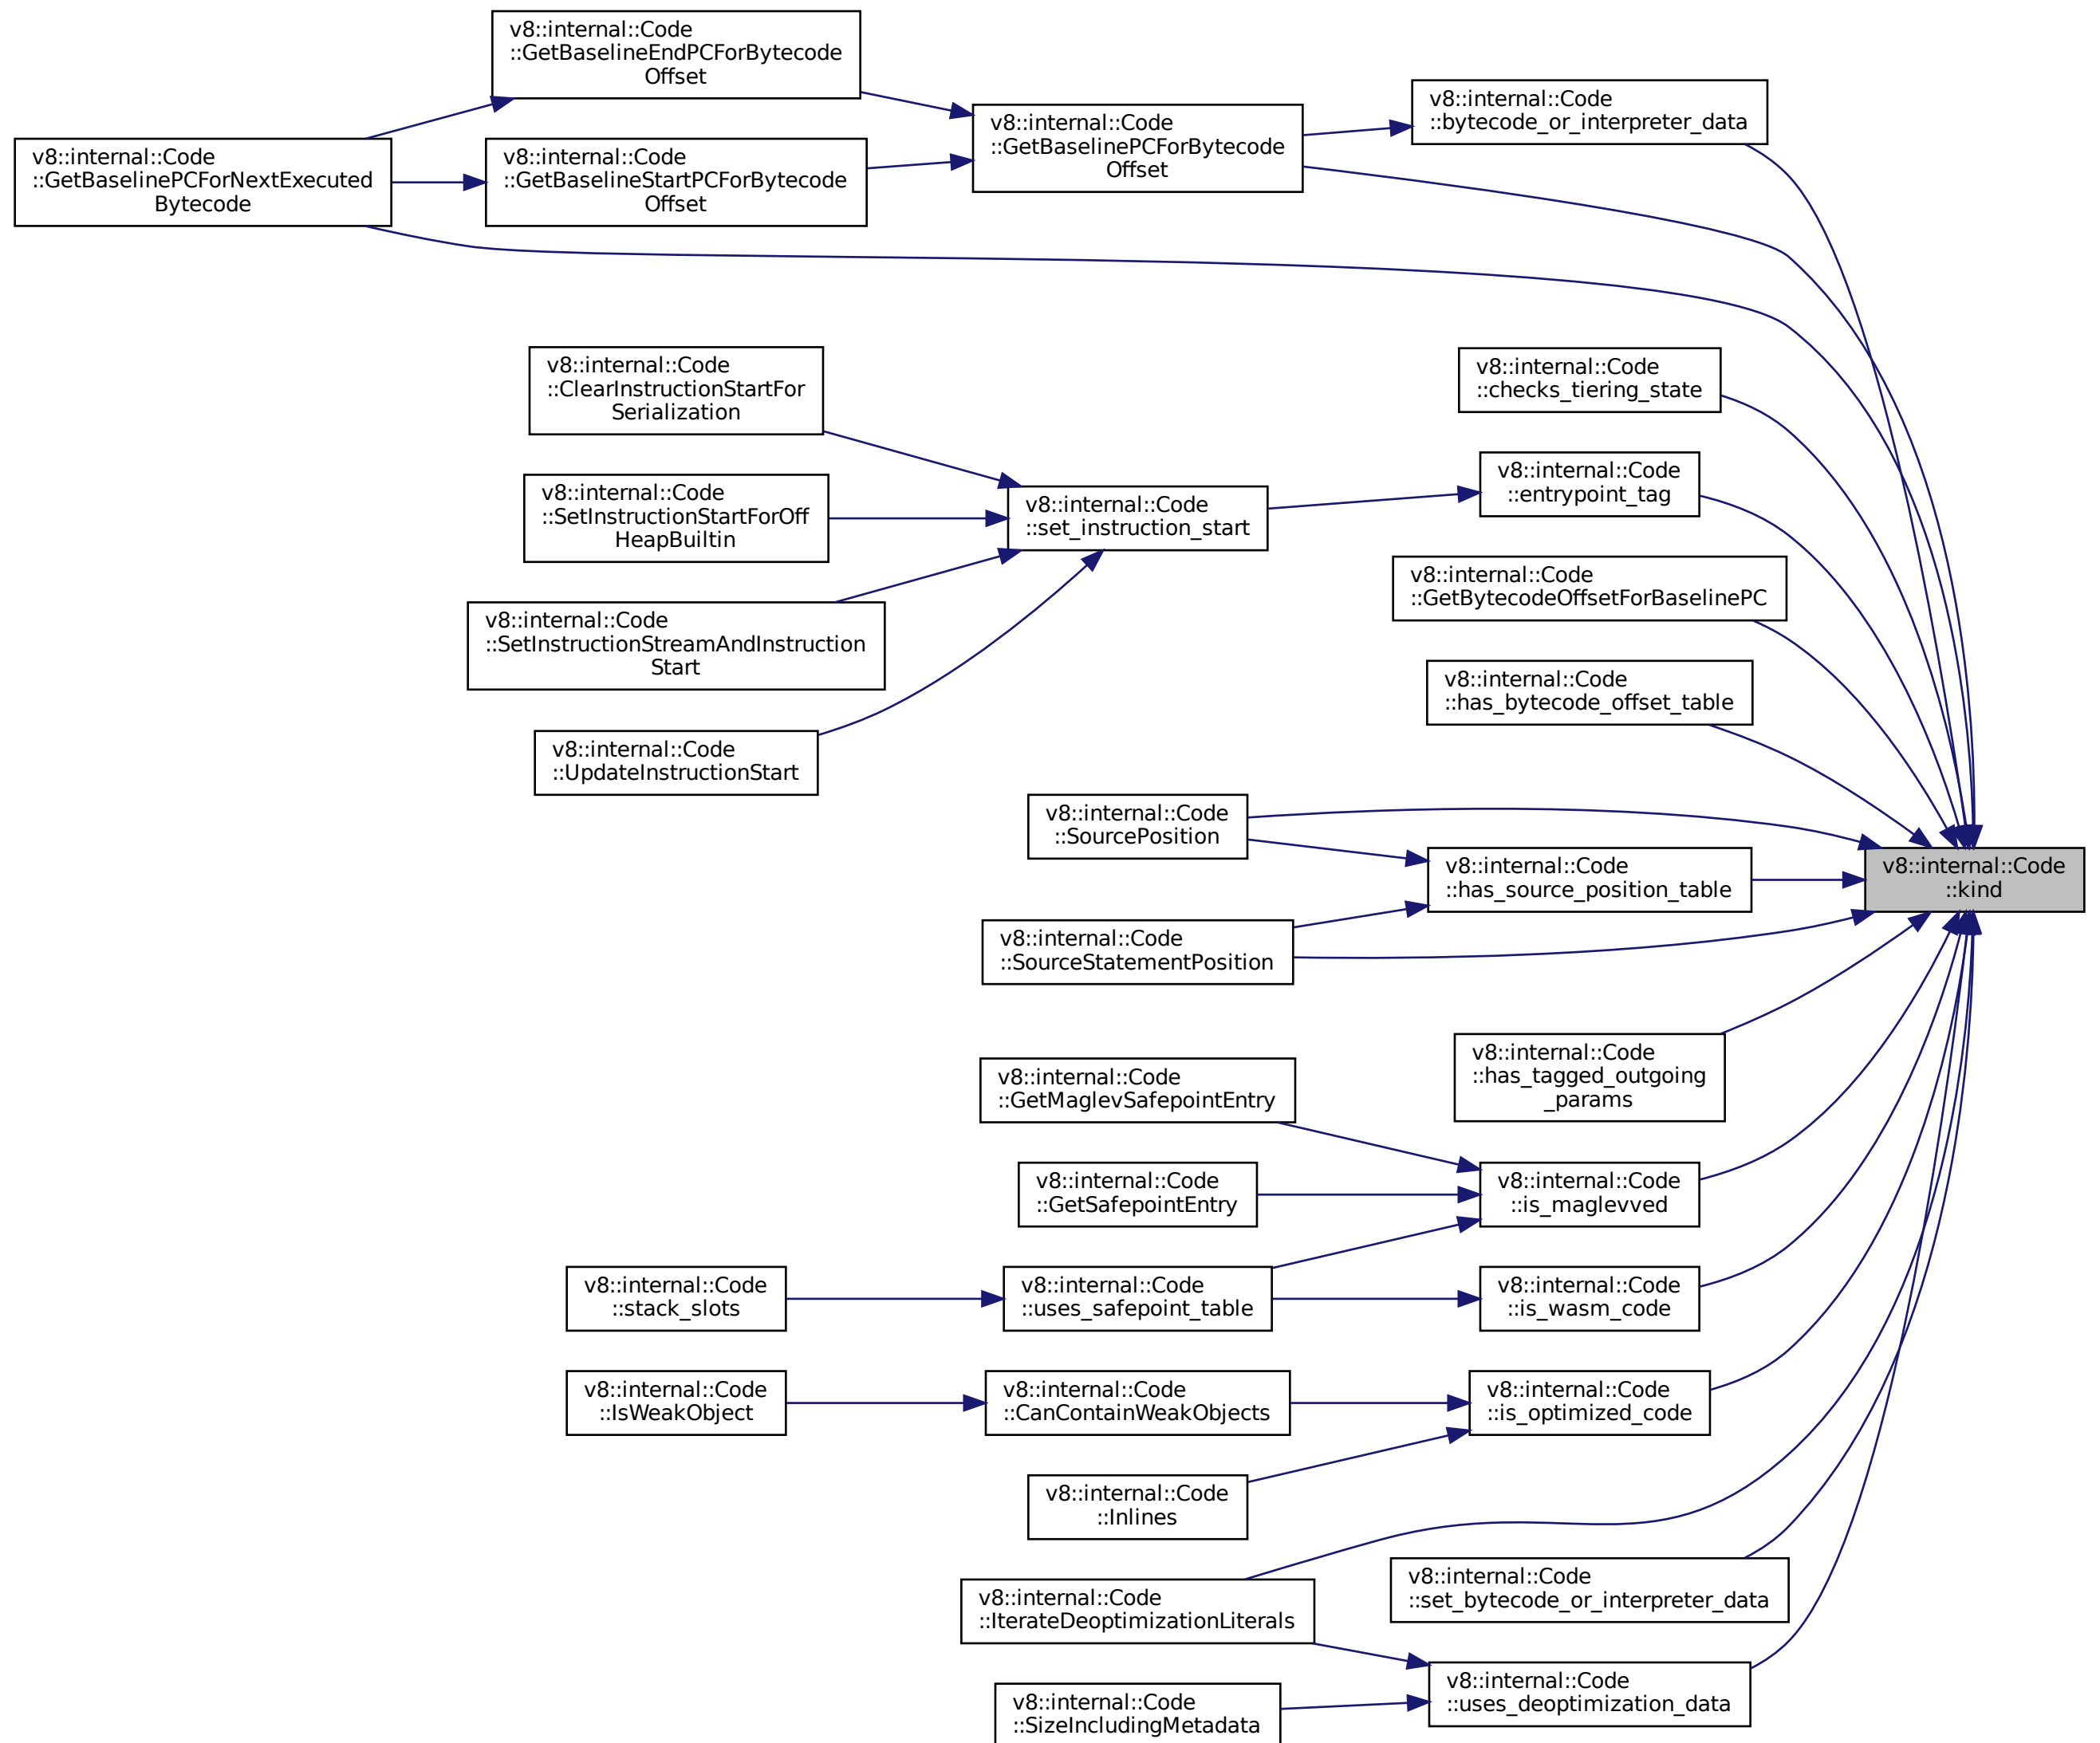 v8::internal::Code
::GetBaselineEndPCForBytecode
Offset
v8::internal::Code
::bytecode_or_interpreter_data
v8::internal::Code
::GetBaselinePCForBytecode
Offset
v8::internal::Code
::GetBaselinePCForNextExecuted
Bytecode
v8::internal::Code
::GetBaselineStartPCForBytecode
Offset
v8::internal::Code
::ClearInstructionStartFor
Serialization
v8::internal::Code
::checks_tiering_state
v8::internal::Code
::entrypoint_tag
v8::internal::Code
::SetInstructionStartForOff
HeapBuiltin
v8::internal::Code
::set_instruction_start
v8::internal::Code
::GetBytecodeOffsetForBaselinePC
v8::internal::Code
::SetInstructionStreamAndInstruction
Start
v8::internal::Code
::has_bytecode_offset_table
v8::internal::Code
::UpdateInstructionStart
v8::internal::Code
::SourcePosition
v8::internal::Code
::has_source_position_table
v8::internal::Code
::kind
v8::internal::Code
::SourceStatementPosition
v8::internal::Code
::has_tagged_outgoing
_params
v8::internal::Code
::GetMaglevSafepointEntry
v8::internal::Code
::GetSafepointEntry
v8::internal::Code
::is_maglevved
v8::internal::Code
::stack_slots
v8::internal::Code
::uses_safepoint_table
v8::internal::Code
::is_wasm_code
v8::internal::Code
::IsWeakObject
v8::internal::Code
::CanContainWeakObjects
v8::internal::Code
::is_optimized_code
v8::internal::Code
::Inlines
v8::internal::Code
::IterateDeoptimizationLiterals
v8::internal::Code
::set_bytecode_or_interpreter_data
v8::internal::Code
::uses_deoptimization_data
v8::internal::Code
::SizeIncludingMetadata